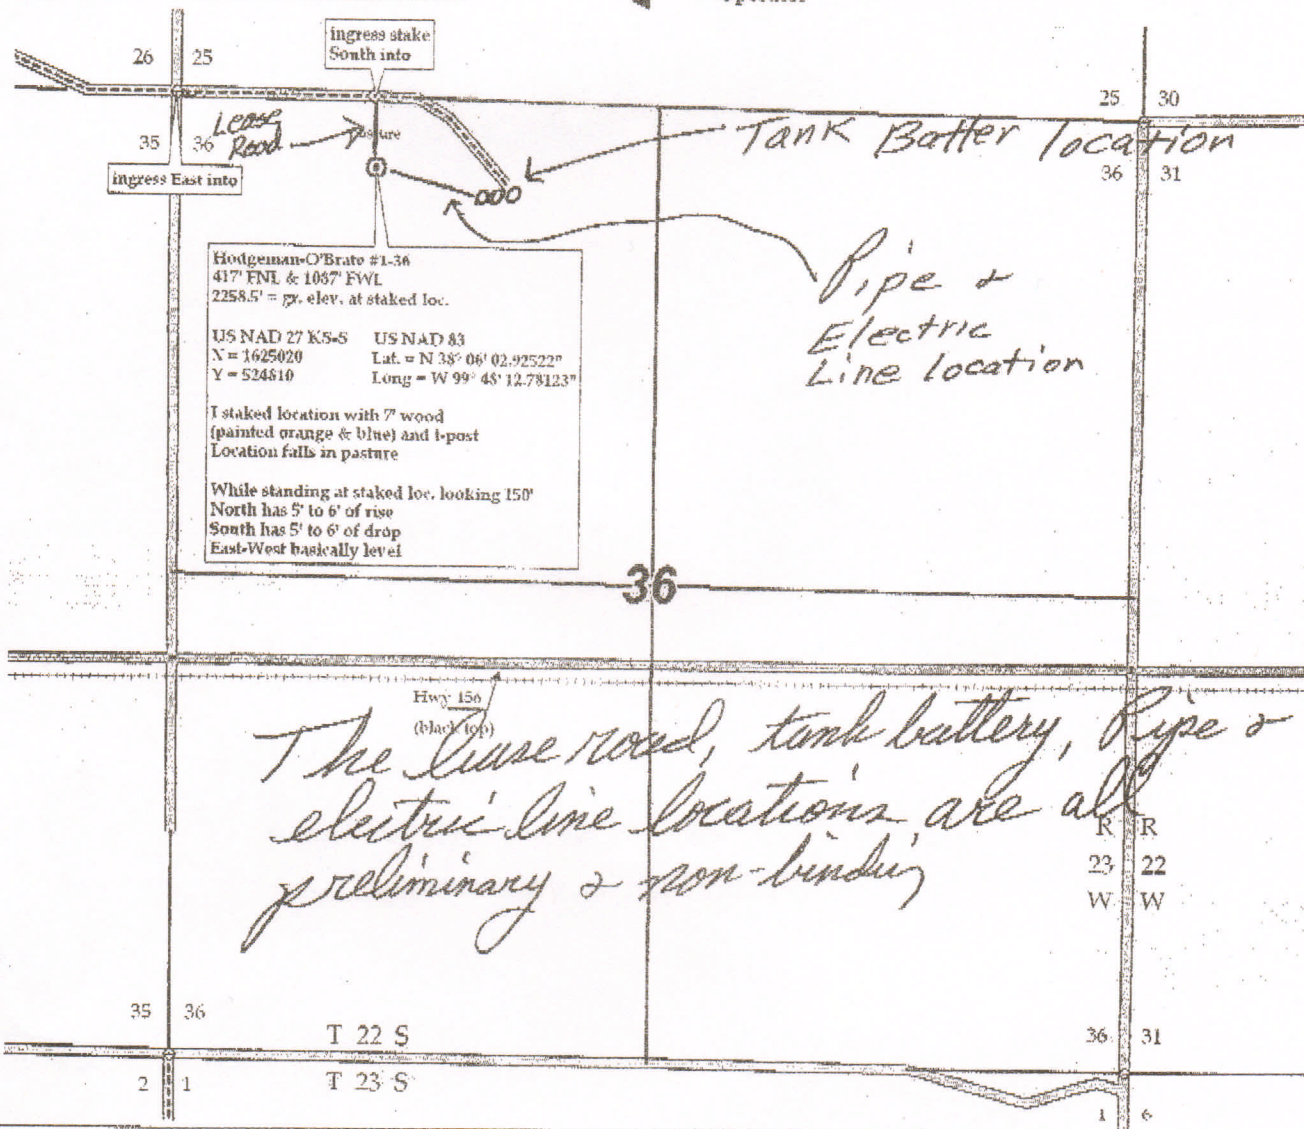 ingress stake
South into
26 25
25 30
Lease
Road
35 36
Tank Batter location
36 31
ingress East into
Pipe &
Electric
Line location
Hodgeman-O'Brate #1-36
417' FNL & 1087' FWL
2258.5' = gr. elev. at staked loc.
US NAD 27 KS-S US NAD 83
X = 1625020 Lat. = N 38° 06' 02.92522"
Y = 524810 Long = W 99° 48' 12.78123"
I staked location with 7' wood
(painted orange & blue) and t-post
Location falls in pasture
While standing at staked loc. looking 150'
North has 5' to 6' of rise
South has 5' to 6' of drop
East-West basically level
36
Hwy 156
(black top)
The lease road, tank battery, Pipe &
electric line locations are all
preliminary & non-binding
R R
23 22
W W
35 36
T 22 S
36 31
2 1
T 23 S
1 6